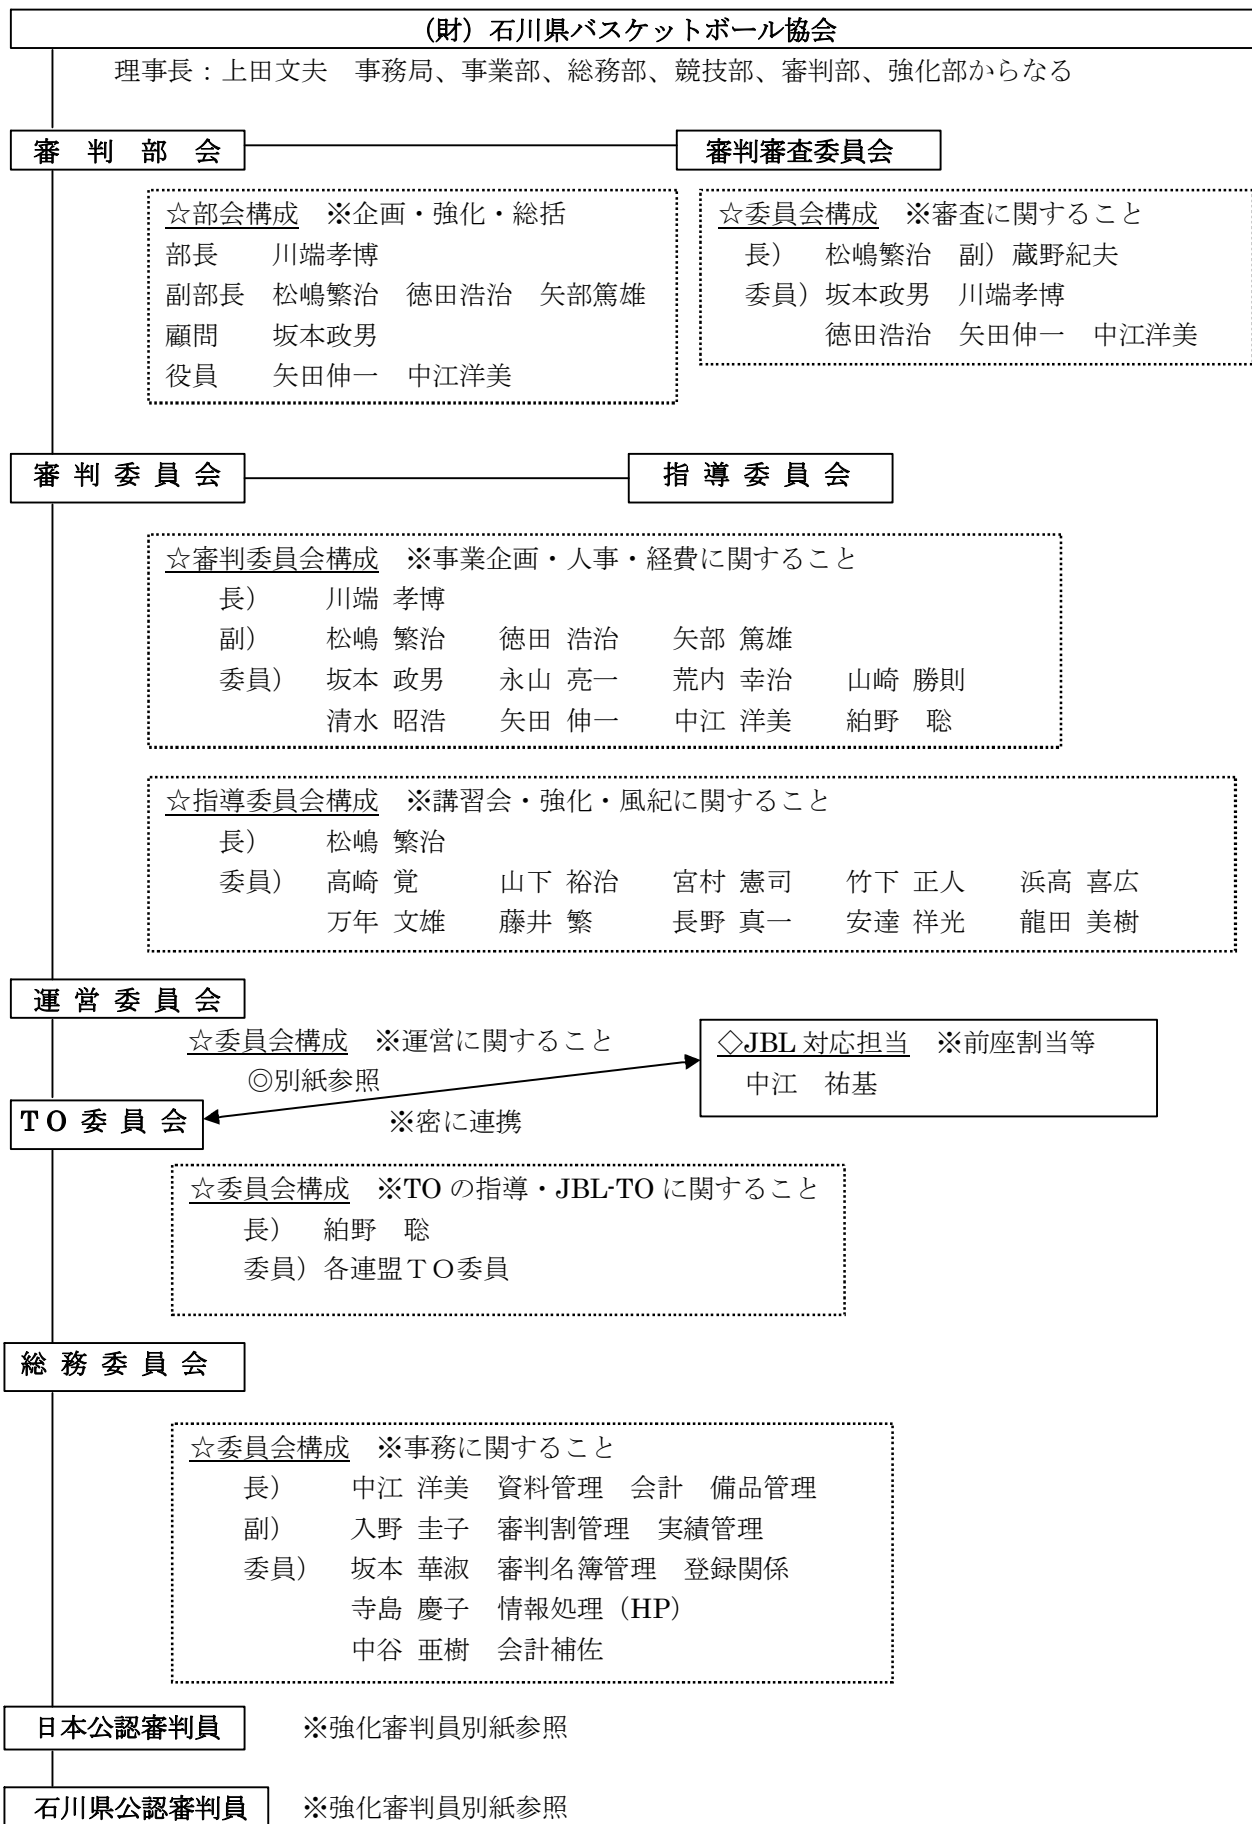 （財）石川県バスケットボール協会
理事長：上田文夫　事務局、事業部、総務部、競技部、審判部、強化部からなる
審　判　部　会
審判審査委員会
☆部会構成　※企画・強化・総括
部長　　川端孝博
副部長　松嶋繁治　徳田浩治　矢部篤雄
顧問　　坂本政男
役員　　矢田伸一　中江洋美
☆委員会構成　※審査に関すること
長）　松嶋繁治　副）蔵野紀夫
委員）坂本政男　川端孝博
徳田浩治　矢田伸一　中江洋美
審 判 委 員 会
指 導 委 員 会
☆審判委員会構成　※事業企画・人事・経費に関すること
長）　　川端 孝博
副）　　松嶋 繁治　　徳田 浩治　　矢部 篤雄
委員）　坂本 政男　　永山 亮一　　荒内 幸治　　山崎 勝則
清水 昭浩　　矢田 伸一　　中江 洋美　　絈野　聡
☆指導委員会構成　※講習会・強化・風紀に関すること
長）　　松嶋 繁治
委員）　高崎 覚　　山下 裕治　　宮村 憲司　　竹下 正人　　浜高 喜広
万年 文雄　　藤井 繁　　長野 真一　　安達 祥光　　龍田 美樹
運 営 委 員 会
☆委員会構成　※運営に関すること
◎別紙参照
◇JBL 対応担当　※前座割当等
中江　祐基
TO 委 員 会
※密に連携
☆委員会構成　※TO の指導・JBL-TO に関すること
長）　絈野　聡
委員）各連盟ＴＯ委員
総 務 委 員 会
☆委員会構成　※事務に関すること
長）　　中江 洋美　資料管理　会計　備品管理
副）　　入野 圭子　審判割管理　実績管理
委員）　坂本 華淑　審判名簿管理　登録関係
寺島 慶子　情報処理（HP）
中谷 亜樹　会計補佐
日本公認審判員　　※強化審判員別紙参照
石川県公認審判員　※強化審判員別紙参照